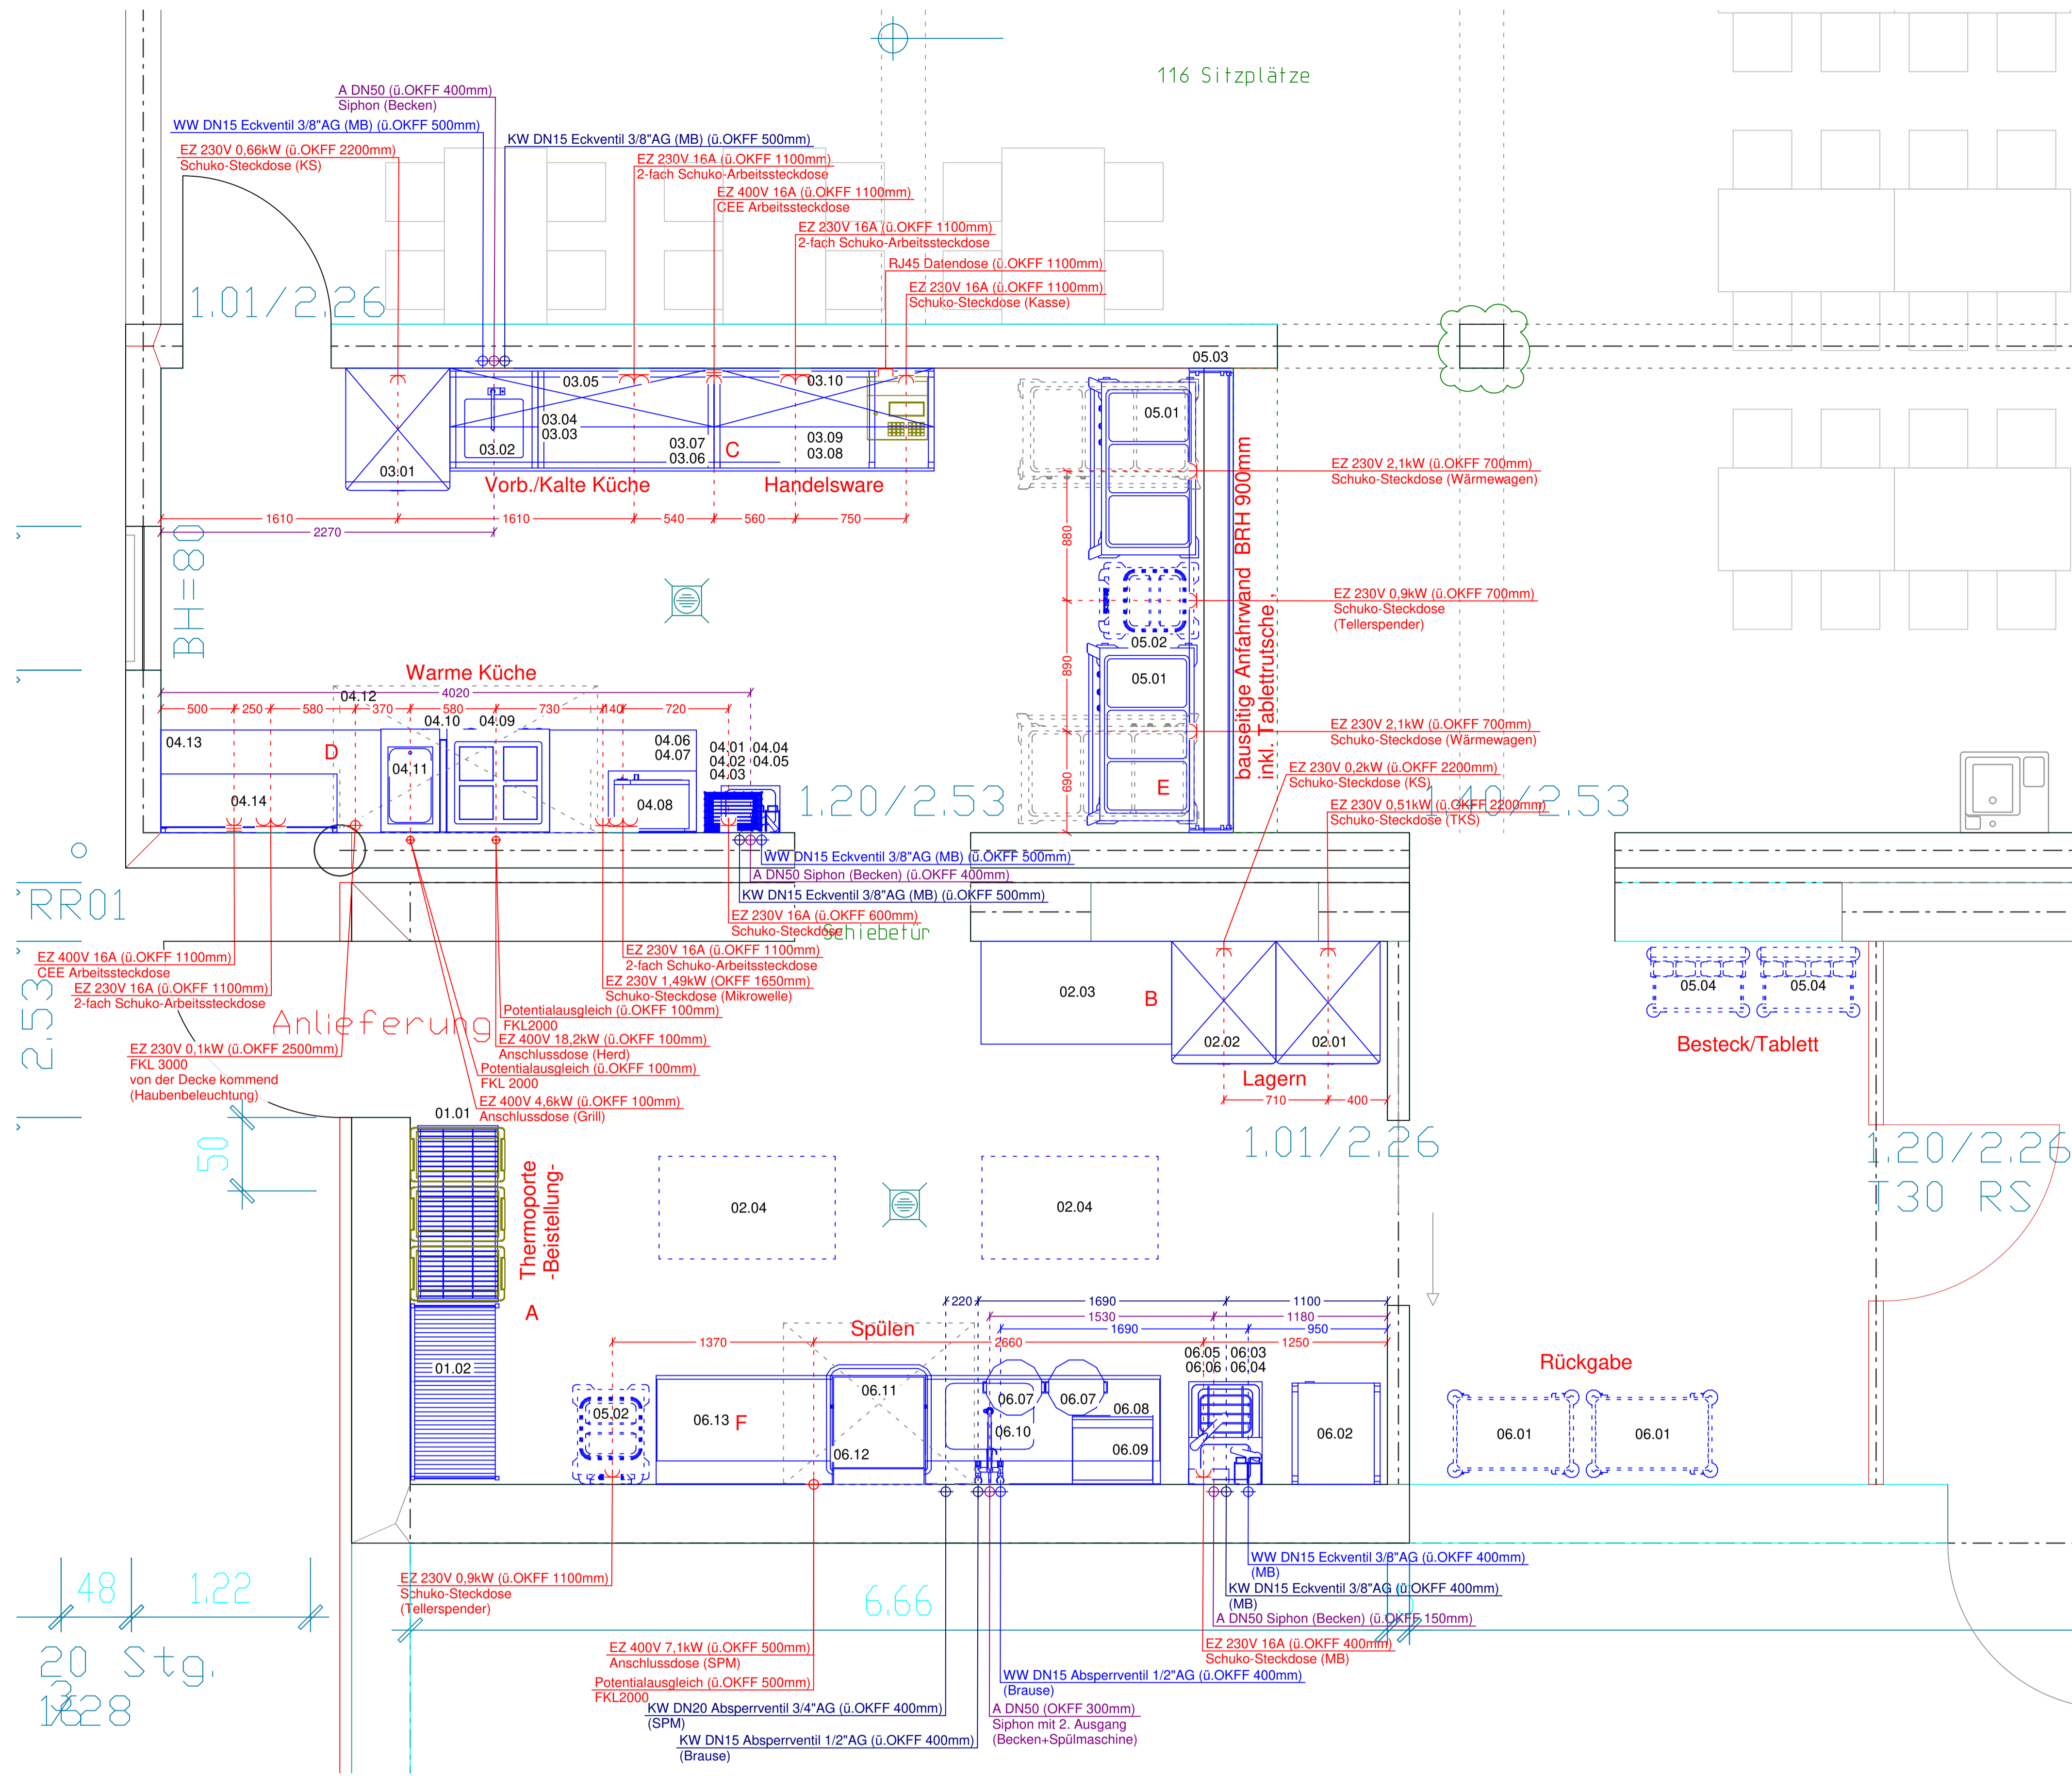 116 Sitzplätze
A DN50 (ü.OKFF 400mm)
Siphon (Becken)
WW DN15 Eckventil 3/8"AG (MB) (ü.OKFF 500mm)
KW DN15 Eckventil 3/8"AG (MB) (ü.OKFF 500mm)
EZ 230V 0,66kW (ü.OKFF 2200mm)
Schuko-Steckdose (KS)
EZ 230V 16A (ü.OKFF 1100mm)
2-fach Schuko-Arbeitssteckdose
EZ 400V 16A (ü.OKFF 1100mm)
CEE Arbeitssteckdose
EZ 230V 16A (ü.OKFF 1100mm)
2-fach Schuko-Arbeitssteckdose
RJ45 Datendose (ü.OKFF 1100mm)
EZ 230V 16A (ü.OKFF 1100mm)
Schuko-Steckdose (Kasse)
1.01/2.26
05.03
03.05
03.10
05.01
03.04
03.03
03.02
03.07
03.06
C
03.09
03.08
03.01
Vorb./Kalte Küche
Handelsware
1610
1610
540
560
750
2270
BH=80
880
890
690
bauseitige Anfahrwand BRH 900mm
inkl. Tablettrutsche,
EZ 230V 2,1kW (ü.OKFF 700mm)
Schuko-Steckdose (Wärmewagen)
EZ 230V 0,9kW (ü.OKFF 700mm)
Schuko-Steckdose
(Tellerspender)
05.02
05.01
E
EZ 230V 2,1kW (ü.OKFF 700mm)
Schuko-Steckdose (Wärmewagen)
EZ 230V 0,2kW (ü.OKFF 2200mm)
Schuko-Steckdose (KS)
EZ 230V 0,51kW (ü.OKFF 2200mm)
Schuko-Steckdose (TKS)
Warme Küche
04.12
4020
500
250
580
370
580
730
140
720
04.10
04.09
04.13
D
04.06
04.07
04.01
04.02
04.03
04.04
04.05
04.11
04.14
04.08
1.20/2.53
1.40/2.53
WW DN15 Eckventil 3/8"AG (MB) (ü.OKFF 500mm)
A DN50 Siphon (Becken) (ü.OKFF 400mm)
KW DN15 Eckventil 3/8"AG (MB) (ü.OKFF 500mm)
EZ 230V 16A (ü.OKFF 600mm)
Schuko-Steckdose
Schiebetür
RR01
EZ 400V 16A (ü.OKFF 1100mm)
CEE Arbeitssteckdose
EZ 230V 16A (ü.OKFF 1100mm)
2-fach Schuko-Arbeitssteckdose
2.53
EZ 230V 16A (ü.OKFF 1100mm)
2-fach Schuko-Arbeitssteckdose
EZ 230V 1,49kW (OKFF 1650mm)
Schuko-Steckdose (Mikrowelle)
Anlieferung
Potentialausgleich (ü.OKFF 100mm)
FKL2000
EZ 400V 18,2kW (ü.OKFF 100mm)
Anschlussdose (Herd)
Potentialausgleich (ü.OKFF 100mm)
FKL 2000
EZ 400V 4,6kW (ü.OKFF 100mm)
Anschlussdose (Grill)
EZ 230V 0,1kW (ü.OKFF 2500mm)
FKL 3000
von der Decke kommend
(Haubenbeleuchtung)
02.03
B
02.02
02.01
Lagern
710
400
05.04
05.04
Besteck/Tablett
1.01/2.26
1.20/2.26
T30 RS
50
01.01
Thermoporte
-Beistellung-
A
01.02
02.04
02.04
220
1690
1100
1530
1180
1690
950
Spülen
1370
2660
1250
06.05
06.06
06.03
06.04
06.11
06.07
06.07
06.08
05.02
06.13
F
06.10
06.09
06.12
06.02
Rückgabe
06.01
06.01
48
1.22
6.66
20 Stg.
EZ 230V 0,9kW (ü.OKFF 1100mm)
Schuko-Steckdose
(Tellerspender)
WW DN15 Eckventil 3/8"AG (ü.OKFF 400mm)
(MB)
KW DN15 Eckventil 3/8"AG (ü.OKFF 400mm)
(MB)
A DN50 Siphon (Becken) (ü.OKFF 150mm)
EZ 230V 16A (ü.OKFF 400mm)
Schuko-Steckdose (MB)
EZ 400V 7,1kW (ü.OKFF 500mm)
Anschlussdose (SPM)
Potentialausgleich (ü.OKFF 500mm)
FKL2000
WW DN15 Absperrventil 1/2"AG (ü.OKFF 400mm)
(Brause)
KW DN20 Absperrventil 3/4"AG (ü.OKFF 400mm)
(SPM)
A DN50 (OKFF 300mm)
Siphon mit 2. Ausgang
(Becken+Spülmaschine)
KW DN15 Absperrventil 1/2"AG (ü.OKFF 400mm)
(Brause)